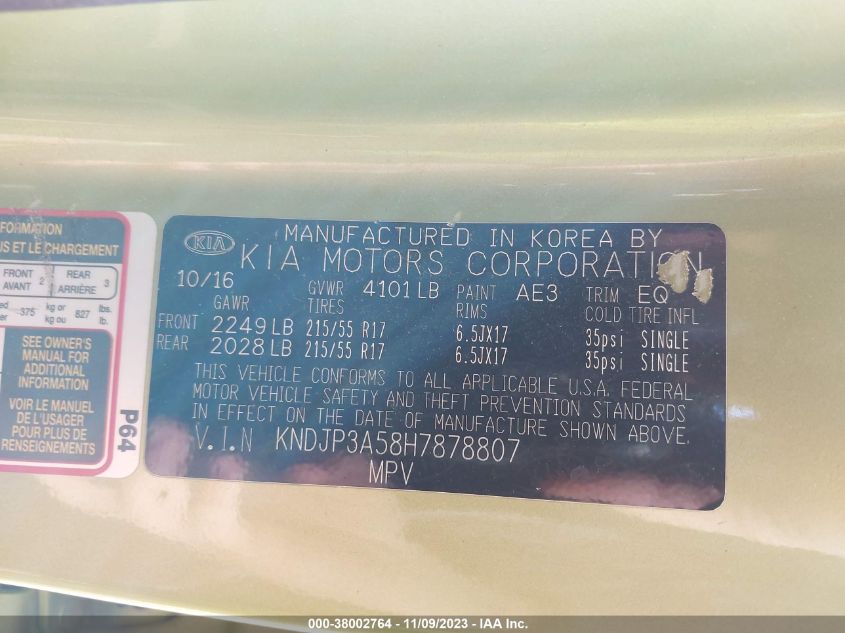 FORMATION
US ET LE CHARGEMENT
FRONT
AVANT 2
REAR
ARRIÈRE 3
375
kg or
kg ou
827
lbs.
lb.
SEE OWNER'S
MANUAL FOR
ADDITIONAL
INFORMATION
VOIR LE MANUEL
DE L'USAGER
POUR PLUS DE
RENSEIGNEMENTS
P64
KIA
MANUFACTURED IN KOREA BY
KIA MOTORS CORPORATION
10/16 GVWR 4101 LB PAINT AE3 TRIM EQ
GAWR TIRES RIMS COLD TIRE INFL
FRONT 2249 LB 215/55 R17 6.5JX17 35psi SINGLE
REAR 2028 LB 215/55 R17 6.5JX17 35psi SINGLE
THIS VEHICLE CONFORMS TO ALL APPLICABLE U.S.A. FEDERAL
MOTOR VEHICLE SAFETY AND THEFT PREVENTION STANDARDS
IN EFFECT ON THE DATE OF MANUFACTURE SHOWN ABOVE.
V.I.N KNDJP3A58H7878807
MPV
000-38002764 - 11/09/2023 - IAA Inc.